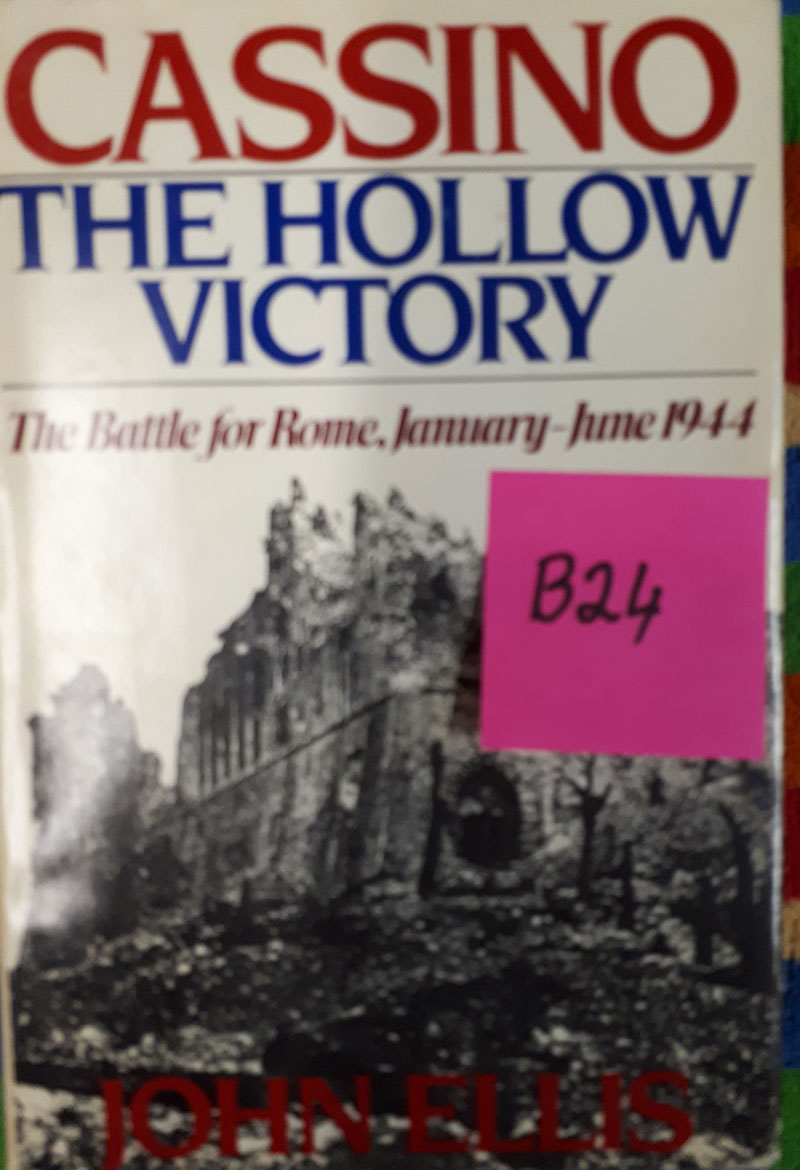 CASSINO
THE HOLLOW
VICTORY
The Battle for Rome, January-June 1944
B24
JOHN ELLIS